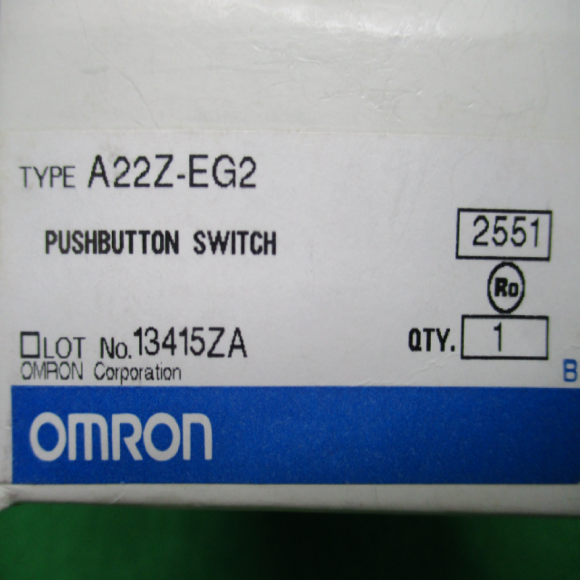 TYPE A22Z-EG2
PUSHBUTTON SWITCH
2551
Ro
LOT No. 13415ZA
QTY. 1
OMRON Corporation
B
OMRON